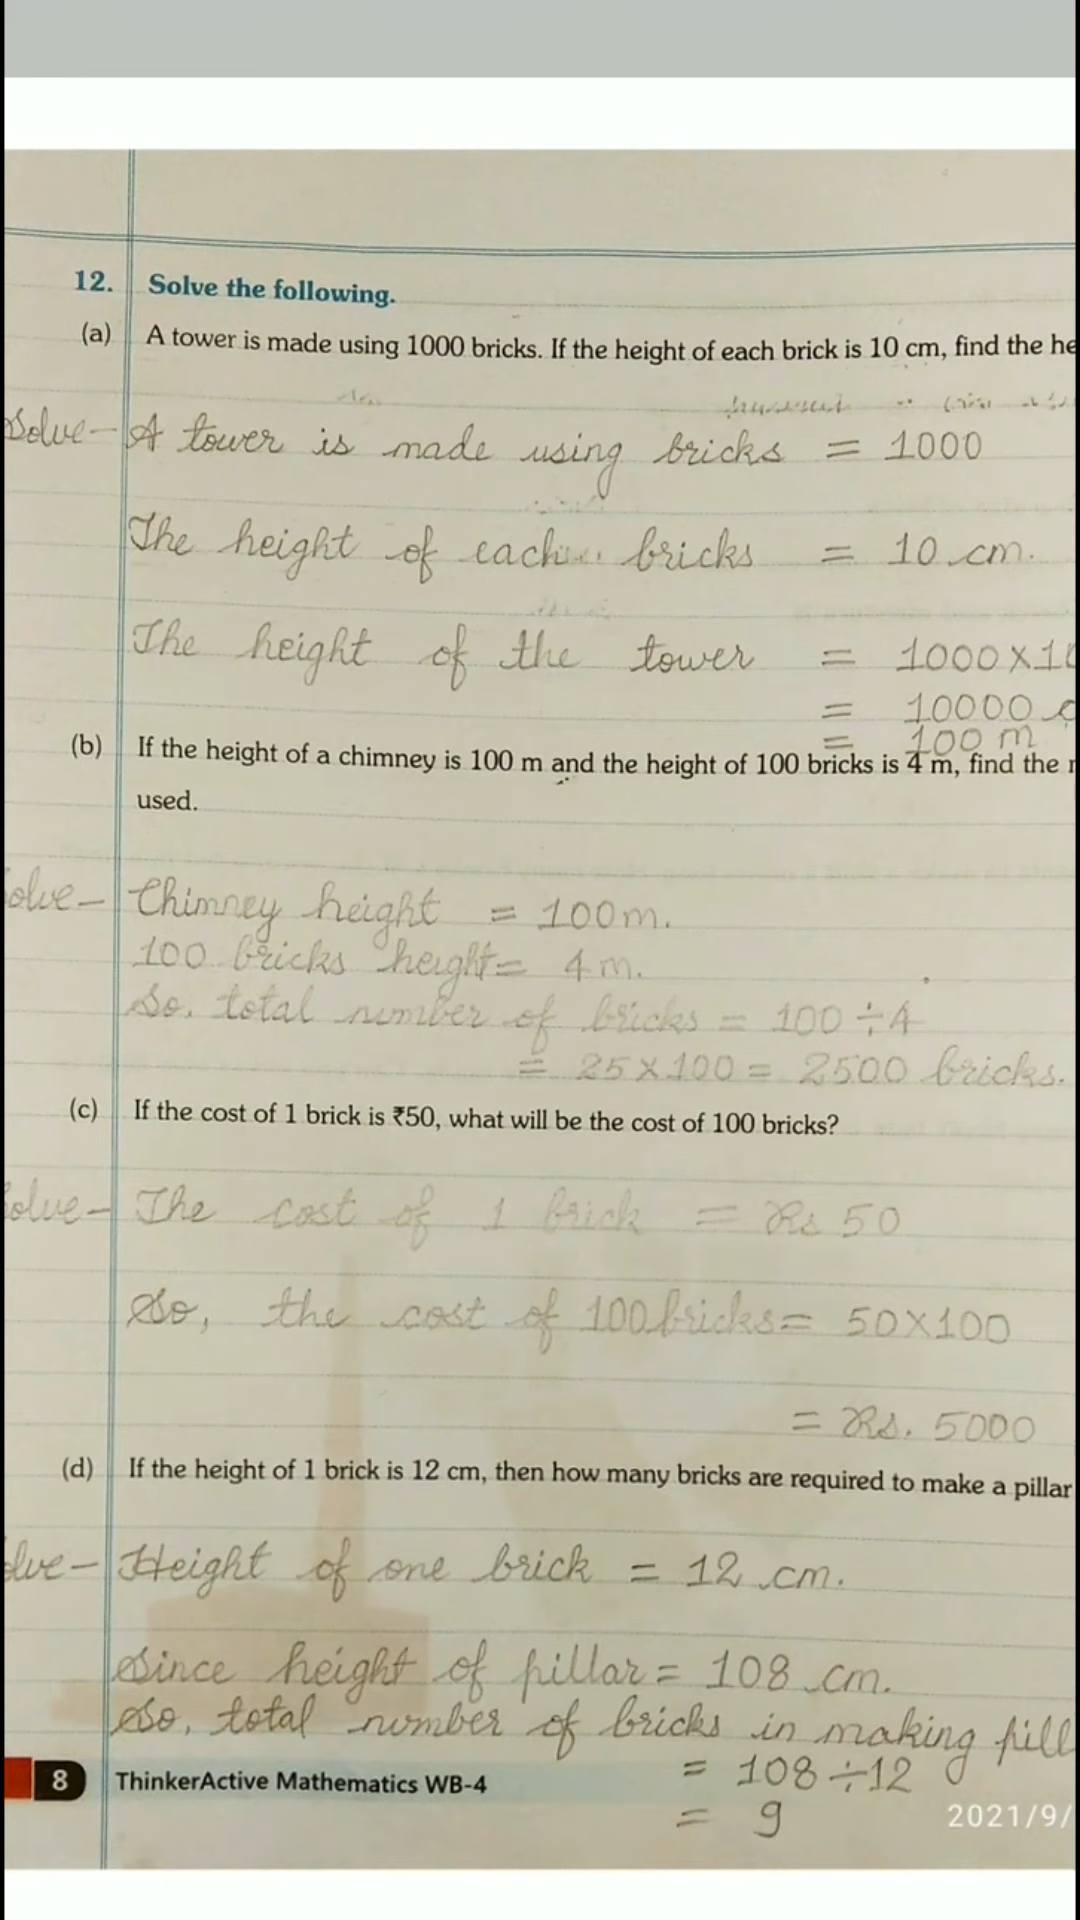 12. Solve the following.
(a) A tower is made using 1000 bricks. If the height of each brick is 10 cm, find the he
Solve- A tower is made using bricks = 1000
The height of each bricks = 10 cm.
The height of the tower = 1000 X 10
= 10000 c
= 100 m
(b) If the height of a chimney is 100 m and the height of 100 bricks is 4 m, find the
used.
olve- Chimney height = 100m.
100 bricks height = 4 m.
So, total number of bricks = 100 ÷ 4
= 25 X 100 = 2500 bricks.
(c) If the cost of 1 brick is ₹50, what will be the cost of 100 bricks?
Solve- The cost of 1 brick = Rs 50
So, the cost of 100 bricks = 50 X 100
= Rs. 5000
(d) If the height of 1 brick is 12 cm, then how many bricks are required to make a pillar
olve- Height of one brick = 12 cm.
Since height of pillar = 108 cm.
So, total number of bricks in making pill
= 108 ÷ 12
= 9
8 ThinkerActive Mathematics WB-4
2021/9/